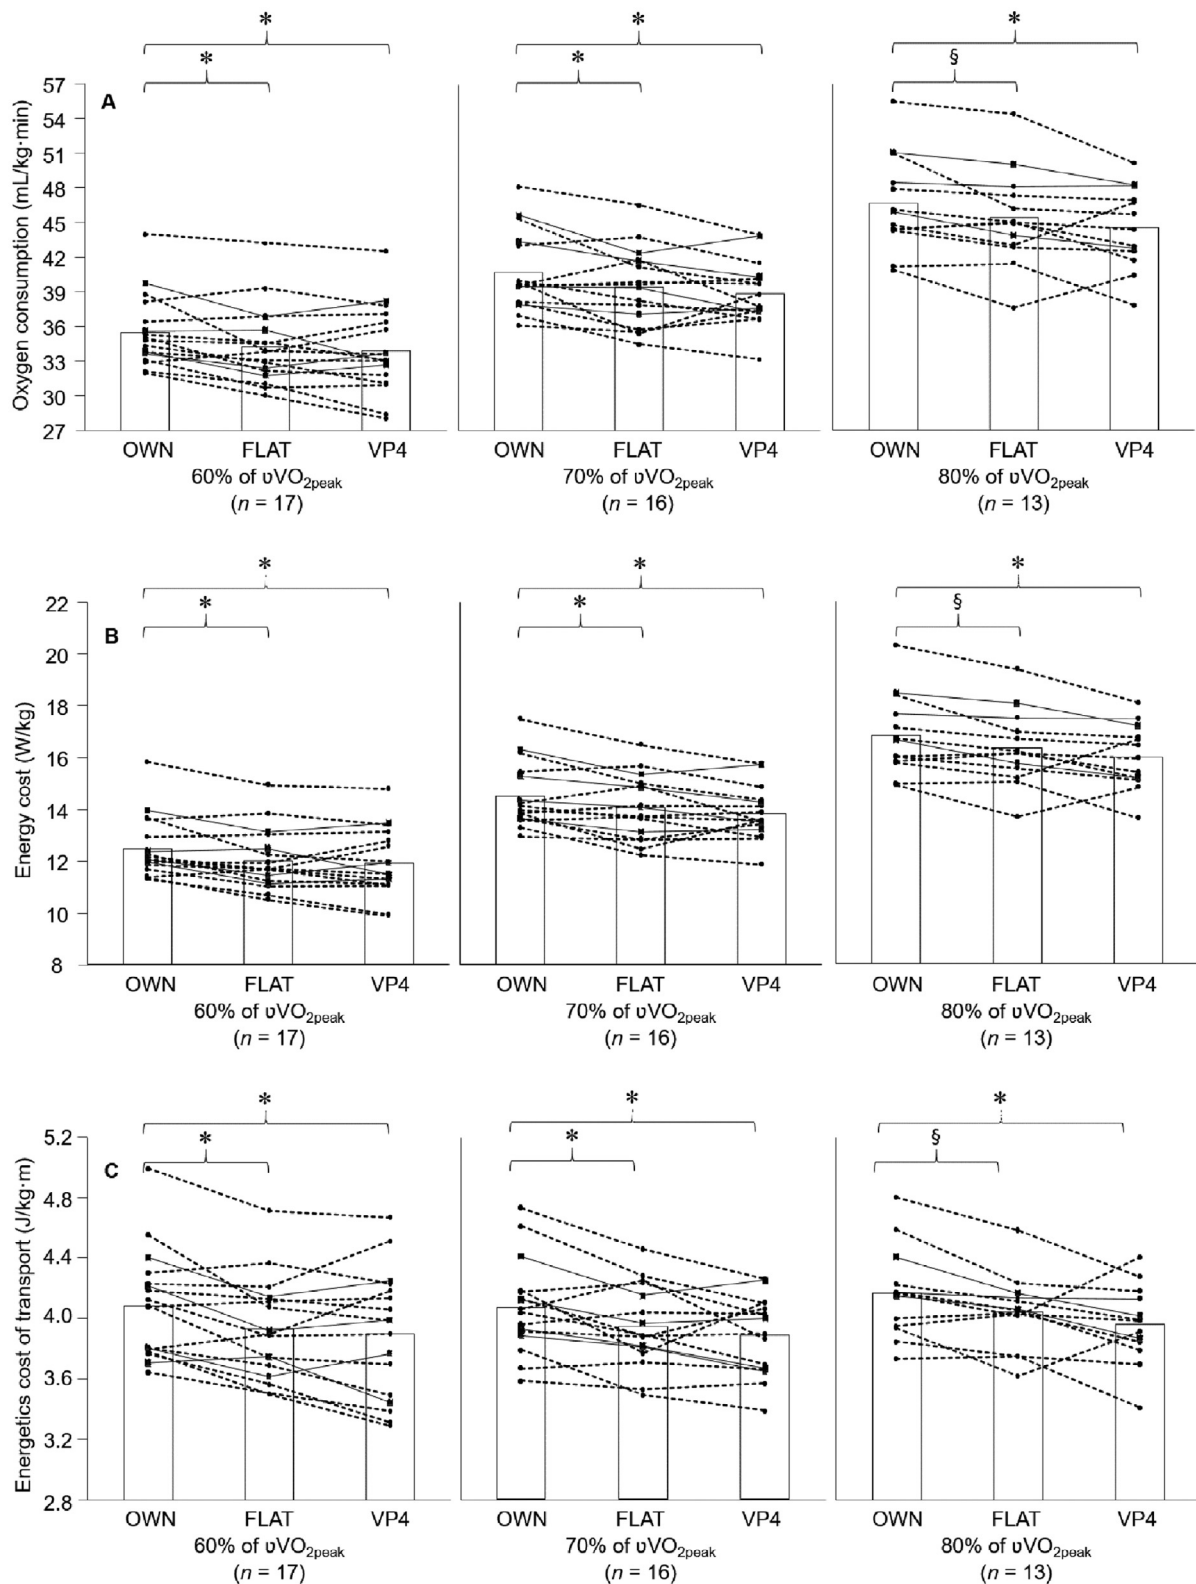 * * *
* * §
A
Oxygen consumption (mL/kg·min)
57
54
51
48
45
42
39
36
33
30
27
OWN FLAT VP4 OWN FLAT VP4 OWN FLAT VP4
60% of υVO2peak 70% of υVO2peak 80% of υVO2peak
(n = 17) (n = 16) (n = 13)
* * *
* * §
B
Energy cost (W/kg)
22
20
18
16
14
12
10
8
OWN FLAT VP4 OWN FLAT VP4 OWN FLAT VP4
60% of υVO2peak 70% of υVO2peak 80% of υVO2peak
(n = 17) (n = 16) (n = 13)
* * *
* * §
C
Energetics cost of transport (J/kg·m)
5.2
4.8
4.4
4.0
3.6
3.2
2.8
OWN FLAT VP4 OWN FLAT VP4 OWN FLAT VP4
60% of υVO2peak 70% of υVO2peak 80% of υVO2peak
(n = 17) (n = 16) (n = 13)